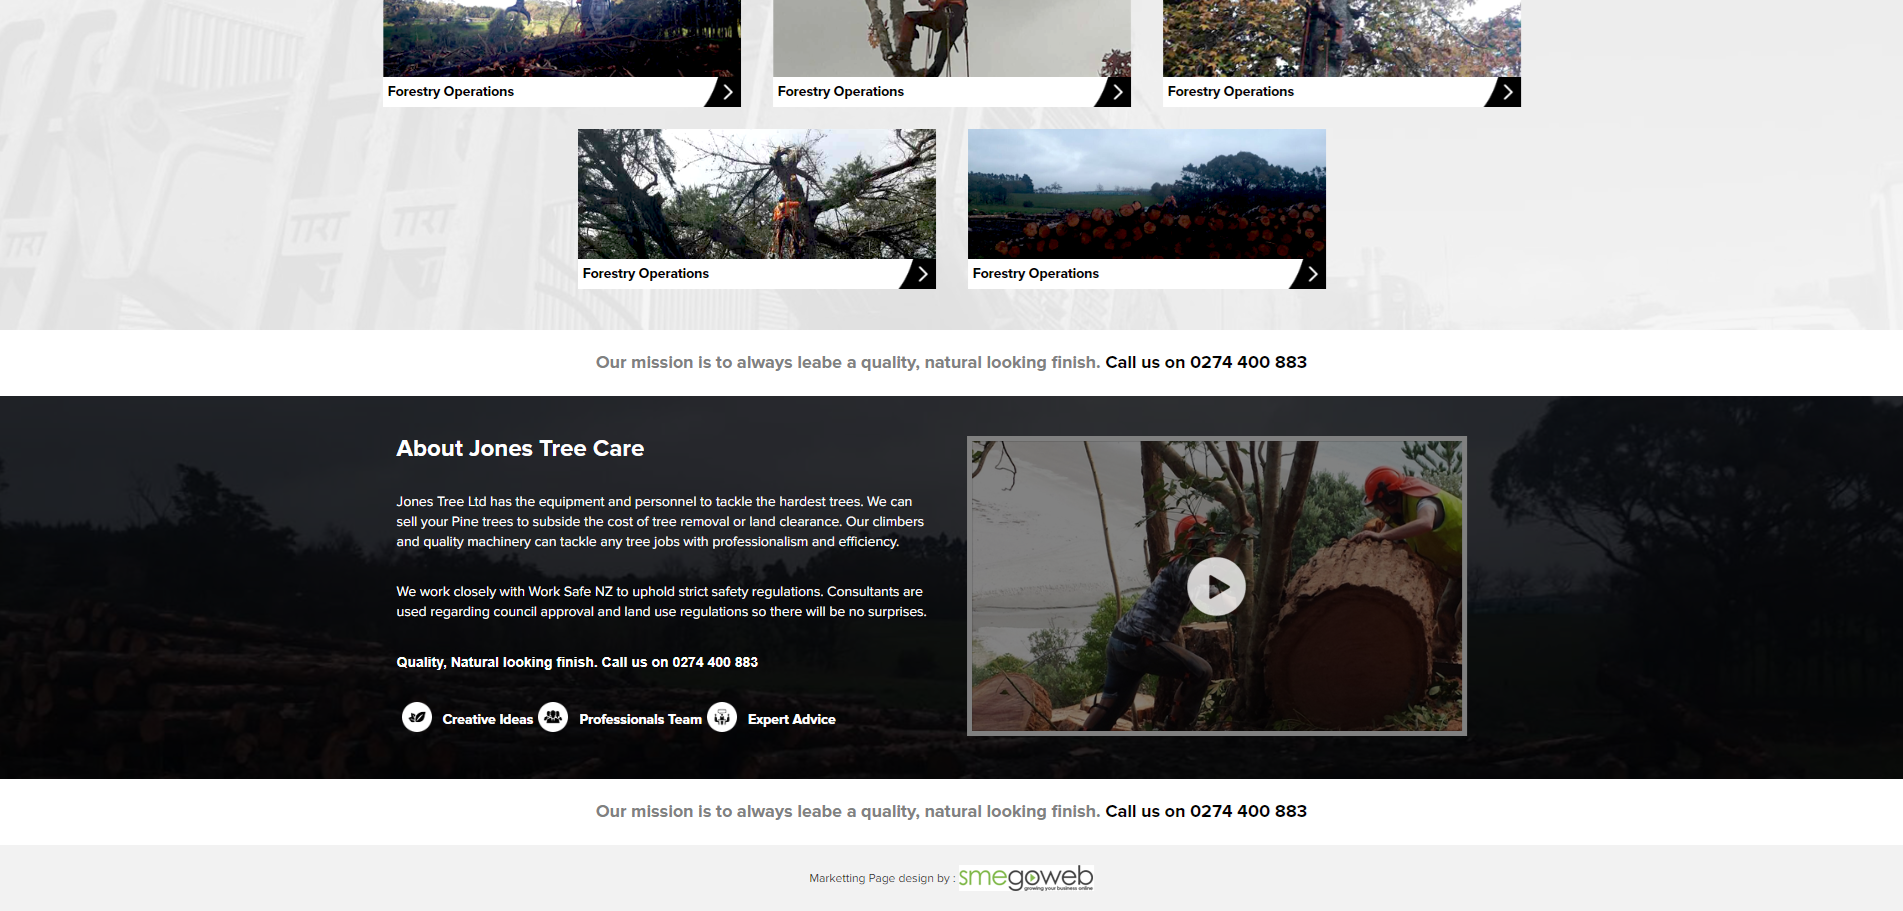 Forestry Operations
Forestry Operations
Forestry Operations
Forestry Operations
Forestry Operations
Our mission is to always leabe a quality, natural looking finish. Call us on 0274 400 883
About Jones Tree Care
Jones Tree Ltd has the equipment and personnel to tackle the hardest trees. We can
sell your Pine trees to subside the cost of tree removal or land clearance. Our climbers
and quality machinery can tackle any tree jobs with professionalism and efficiency.
We work closely with Work Safe NZ to uphold strict safety regulations. Consultants are
used regarding council approval and land use regulations so there will be no surprises.
Quality, Natural looking finish. Call us on 0274 400 883
Creative Ideas Professionals Team Expert Advice
Our mission is to always leabe a quality, natural looking finish. Call us on 0274 400 883
Marketting Page design by : smegoweb
growing your business online